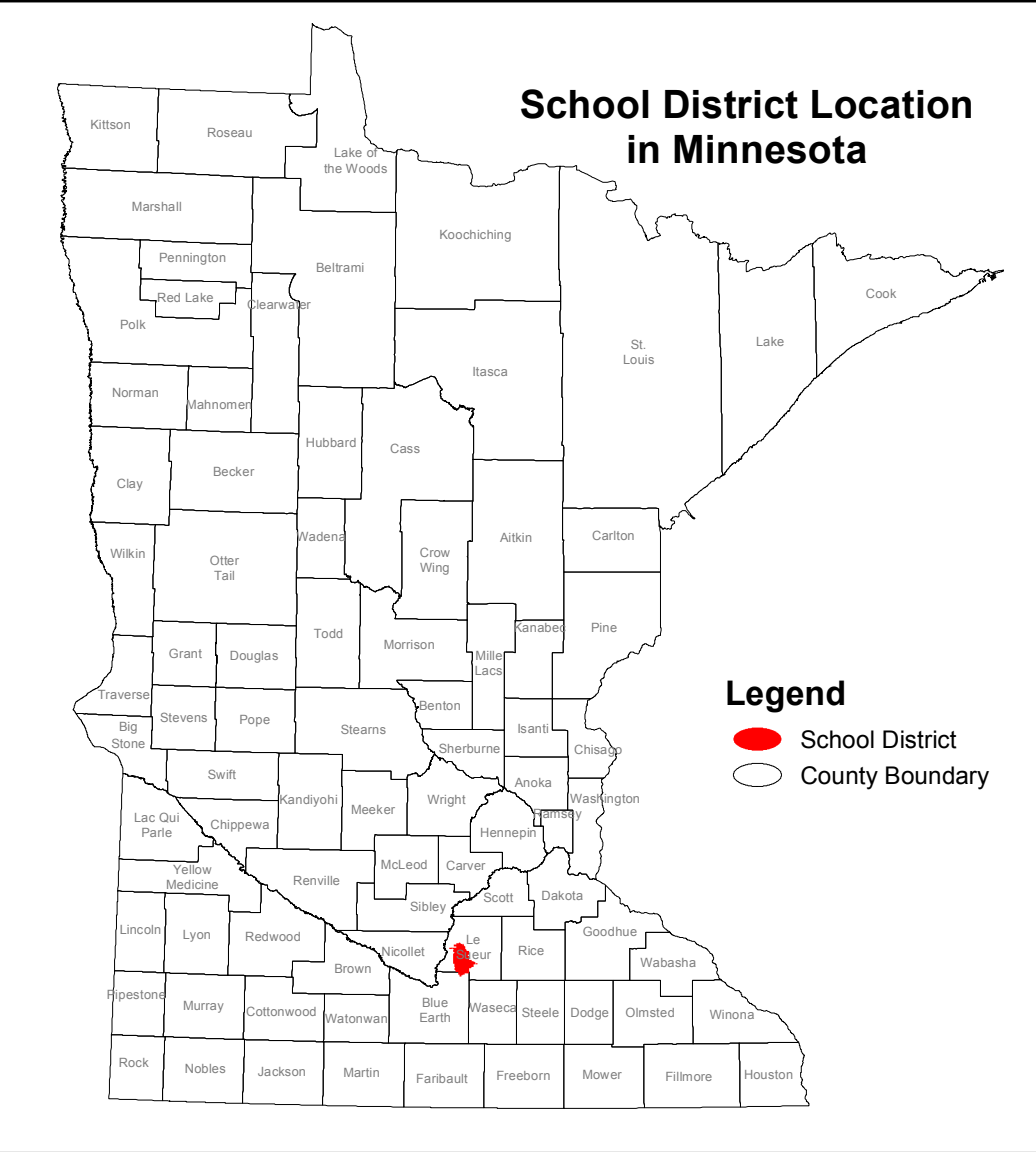 School District Location
in Minnesota
Kittson
Roseau
Lake of
the Woods
Marshall
Koochiching
Pennington
Beltrami
Red Lake
Clearwater
Cook
Polk
St.
Louis
Lake
Itasca
Norman
Mahnomen
Hubbard
Cass
Becker
Clay
Wadena
Aitkin
Carlton
Wilkin
Crow
Wing
Otter
Tail
Todd
Kanabec
Pine
Morrison
Grant
Douglas
Mille
Lacs
Traverse
Benton
Stevens
Pope
Stearns
Isanti
Big
Stone
Sherburne
Chisago
Legend
School District
County Boundary
Swift
Anoka
Kandiyohi
Wright
Washington
Meeker
Ramsey
Lac Qui
Parle
Chippewa
Hennepin
McLeod
Carver
Yellow
Medicine
Renville
Scott
Dakota
Sibley
Lincoln
Lyon
Redwood
Le
Sueur
Goodhue
Nicollet
Rice
Brown
Wabasha
Pipestone
Murray
Cottonwood
Watonwan
Blue
Earth
Waseca
Steele
Dodge
Olmsted
Winona
Rock
Nobles
Jackson
Martin
Faribault
Freeborn
Mower
Fillmore
Houston